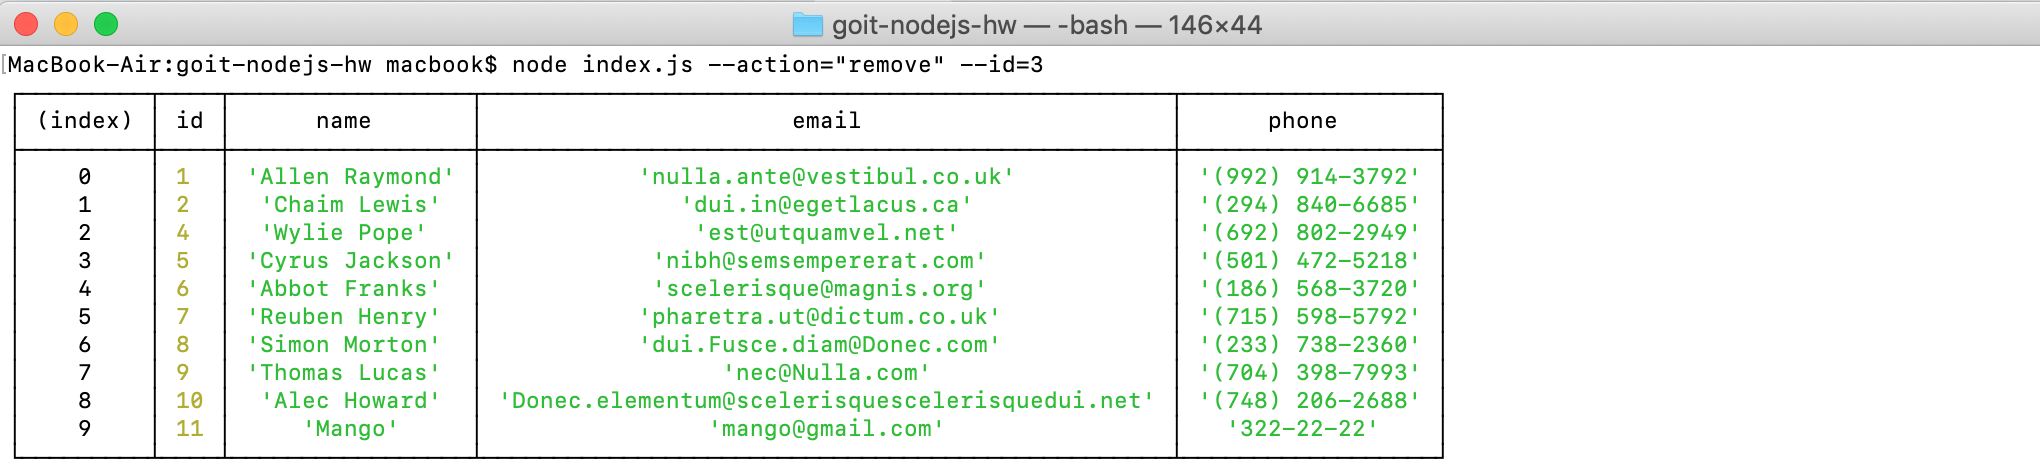 goit-nodejs-hw — -bash — 146×44
MacBook-Air:goit-nodejs-hw macbook$ node index.js --action="remove" --id=3
(index) id name email phone
0 1 'Allen Raymond' 'nulla.ante@vestibul.co.uk' '(992) 914-3792'
1 2 'Chaim Lewis' 'dui.in@egetlacus.ca' '(294) 840-6685'
2 4 'Wylie Pope' 'est@utquamvel.net' '(692) 802-2949'
3 5 'Cyrus Jackson' 'nibh@semsempererat.com' '(501) 472-5218'
4 6 'Abbot Franks' 'scelerisque@magnis.org' '(186) 568-3720'
5 7 'Reuben Henry' 'pharetra.ut@dictum.co.uk' '(715) 598-5792'
6 8 'Simon Morton' 'dui.Fusce.diam@Donec.com' '(233) 738-2360'
7 9 'Thomas Lucas' 'nec@Nulla.com' '(704) 398-7993'
8 10 'Alec Howard' 'Donec.elementum@scelerisquescelerisquedui.net' '(748) 206-2688'
9 11 'Mango' 'mango@gmail.com' '322-22-22'